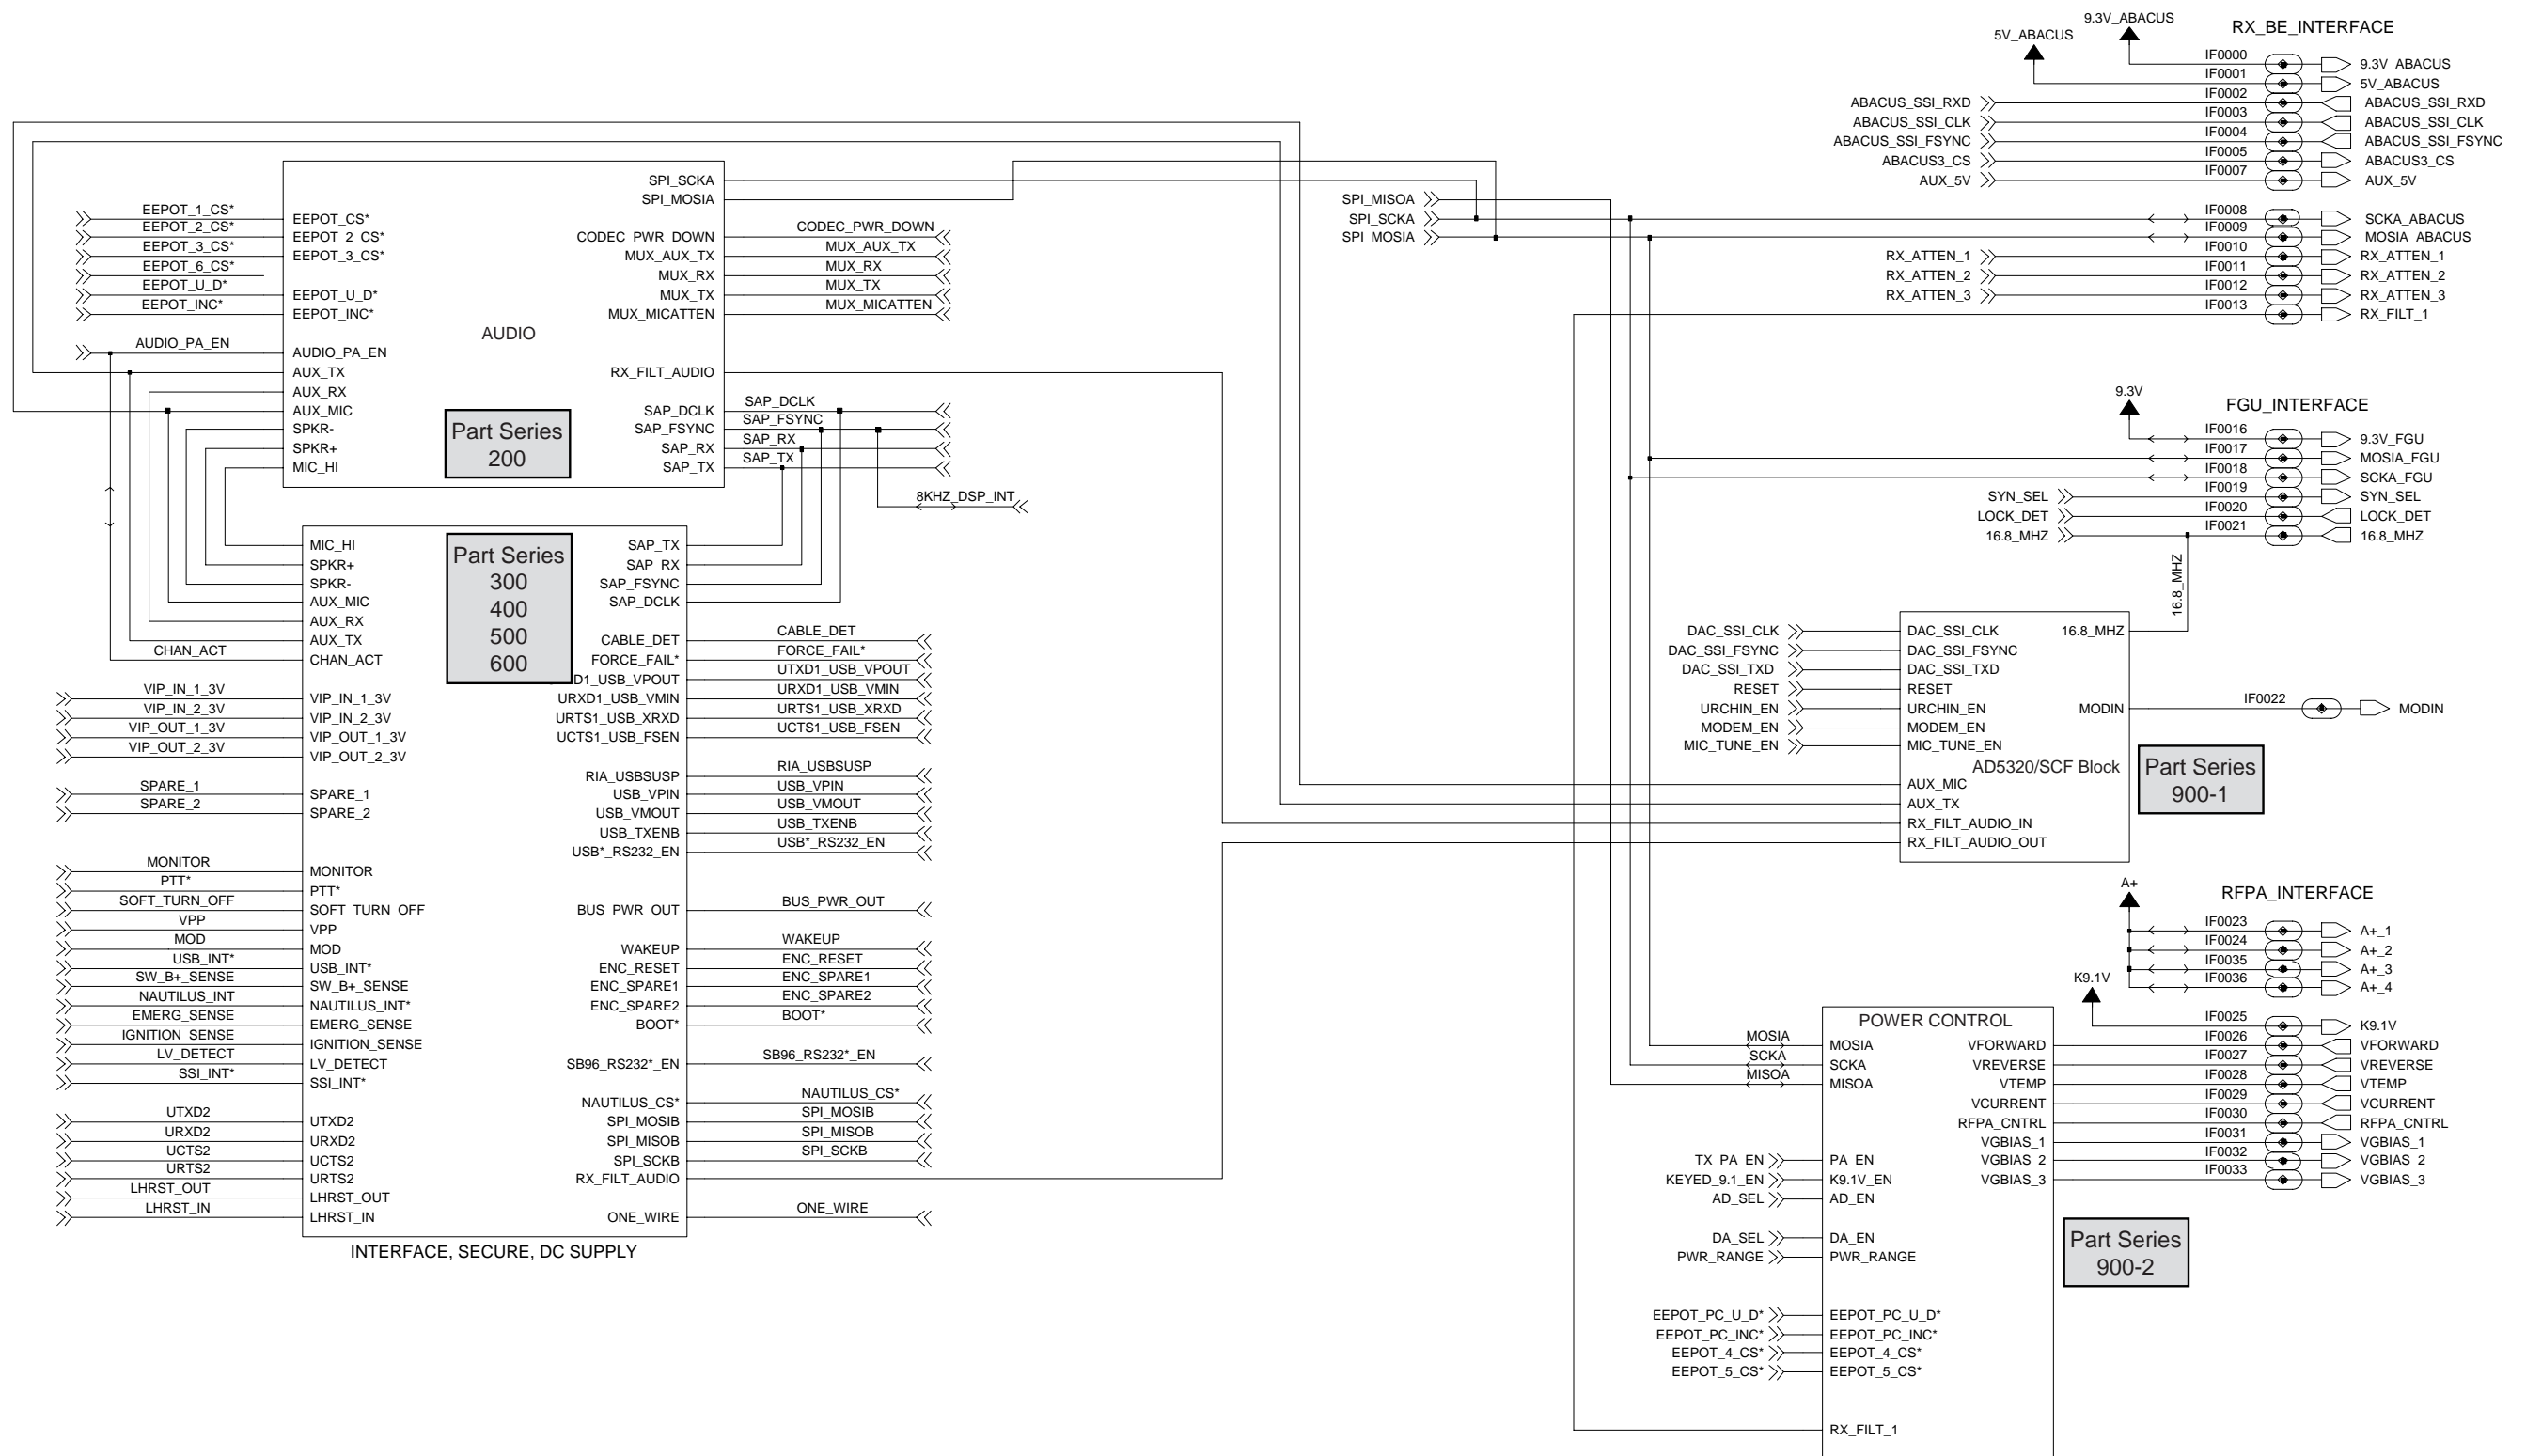 9.3V_ABACUS
5V_ABACUS
RX_BE_INTERFACE
IF0000 9.3V_ABACUS
IF0001 5V_ABACUS
ABACUS_SSI_RXD IF0002 ABACUS_SSI_RXD
ABACUS_SSI_CLK IF0003 ABACUS_SSI_CLK
ABACUS_SSI_FSYNC IF0004 ABACUS_SSI_FSYNC
ABACUS3_CS IF0005 ABACUS3_CS
AUX_5V IF0007 AUX_5V
SPI_MISOA
SPI_SCKA IF0008 SCKA_ABACUS
SPI_MOSIA IF0009 MOSIA_ABACUS
RX_ATTEN_1 IF0010 RX_ATTEN_1
RX_ATTEN_2 IF0011 RX_ATTEN_2
RX_ATTEN_3 IF0012 RX_ATTEN_3
IF0013 RX_FILT_1
SPI_SCKA
SPI_MOSIA
EEPOT_1_CS* EEPOT_CS*
EEPOT_2_CS* EEPOT_2_CS*
EEPOT_3_CS* EEPOT_3_CS*
EEPOT_6_CS*
EEPOT_U_D* EEPOT_U_D*
EEPOT_INC* EEPOT_INC*
CODEC_PWR_DOWN CODEC_PWR_DOWN
MUX_AUX_TX MUX_AUX_TX
MUX_RX MUX_RX
MUX_TX MUX_TX
MUX_MICATTEN MUX_MICATTEN
AUDIO
AUDIO_PA_EN AUDIO_PA_EN
AUX_TX
AUX_RX
AUX_MIC
SPKR-
SPKR+
MIC_HI
Part Series
200
RX_FILT_AUDIO
SAP_DCLK SAP_DCLK
SAP_FSYNC SAP_FSYNC
SAP_RX SAP_RX
SAP_TX SAP_TX
8KHZ_DSP_INT
9.3V
FGU_INTERFACE
IF0016 9.3V_FGU
IF0017 MOSIA_FGU
IF0018 SCKA_FGU
SYN_SEL IF0019 SYN_SEL
LOCK_DET IF0020 LOCK_DET
16.8_MHZ IF0021 16.8_MHZ
16.8_MHZ
MIC_HI
SPKR+
SPKR-
AUX_MIC
AUX_RX
AUX_TX
CHAN_ACT CHAN_ACT
Part Series
300
400
500
600
SAP_TX
SAP_RX
SAP_FSYNC
SAP_DCLK
CABLE_DET CABLE_DET
FORCE_FAIL* FORCE_FAIL*
D1_USB_VPOUT UTXD1_USB_VPOUT
URXD1_USB_VMIN URXD1_USB_VMIN
URTS1_USB_XRXD URTS1_USB_XRXD
UCTS1_USB_FSEN UCTS1_USB_FSEN
VIP_IN_1_3V VIP_IN_1_3V
VIP_IN_2_3V VIP_IN_2_3V
VIP_OUT_1_3V VIP_OUT_1_3V
VIP_OUT_2_3V VIP_OUT_2_3V
SPARE_1 SPARE_1
SPARE_2 SPARE_2
RIA_USBSUSP RIA_USBSUSP
USB_VPIN USB_VPIN
USB_VMOUT USB_VMOUT
USB_TXENB USB_TXENB
USB*_RS232_EN USB*_RS232_EN
MONITOR MONITOR
PTT* PTT*
SOFT_TURN_OFF SOFT_TURN_OFF
VPP VPP
MOD MOD
USB_INT* USB_INT*
SW_B+_SENSE SW_B+_SENSE
NAUTILUS_INT NAUTILUS_INT*
EMERG_SENSE EMERG_SENSE
IGNITION_SENSE IGNITION_SENSE
LV_DETECT LV_DETECT
SSI_INT* SSI_INT*
BUS_PWR_OUT BUS_PWR_OUT
WAKEUP WAKEUP
ENC_RESET ENC_RESET
ENC_SPARE1 ENC_SPARE1
ENC_SPARE2 ENC_SPARE2
BOOT* BOOT*
SB96_RS232*_EN SB96_RS232*_EN
UTXD2 UTXD2
URXD2 URXD2
UCTS2 UCTS2
URTS2 URTS2
LHRST_OUT LHRST_OUT
LHRST_IN LHRST_IN
NAUTILUS_CS* NAUTILUS_CS*
SPI_MOSIB SPI_MOSIB
SPI_MISOB SPI_MISOB
SPI_SCKB SPI_SCKB
RX_FILT_AUDIO
ONE_WIRE ONE_WIRE
INTERFACE, SECURE, DC SUPPLY
DAC_SSI_CLK DAC_SSI_CLK 16.8_MHZ
DAC_SSI_FSYNC DAC_SSI_FSYNC
DAC_SSI_TXD DAC_SSI_TXD
RESET RESET
URCHIN_EN URCHIN_EN MODIN IF0022 MODIN
MODEM_EN MODEM_EN
MIC_TUNE_EN MIC_TUNE_EN
AD5320/SCF Block
AUX_MIC
AUX_TX
RX_FILT_AUDIO_IN
RX_FILT_AUDIO_OUT
Part Series
900-1
A+
RFPA_INTERFACE
IF0023 A+_1
IF0024 A+_2
IF0035 A+_3
IF0036 A+_4
K9.1V
IF0025 K9.1V
POWER CONTROL
MOSIA MOSIA VFORWARD IF0026 VFORWARD
SCKA SCKA VREVERSE IF0027 VREVERSE
MISOA MISOA VTEMP IF0028 VTEMP
VCURRENT IF0029 VCURRENT
RFPA_CNTRL IF0030 RFPA_CNTRL
VGBIAS_1 IF0031 VGBIAS_1
TX_PA_EN PA_EN VGBIAS_2 IF0032 VGBIAS_2
KEYED_9.1_EN K9.1V_EN VGBIAS_3 IF0033 VGBIAS_3
AD_SEL AD_EN
DA_SEL DA_EN
PWR_RANGE PWR_RANGE
Part Series
900-2
EEPOT_PC_U_D* EEPOT_PC_U_D*
EEPOT_PC_INC* EEPOT_PC_INC*
EEPOT_4_CS* EEPOT_4_CS*
EEPOT_5_CS* EEPOT_5_CS*
RX_FILT_1